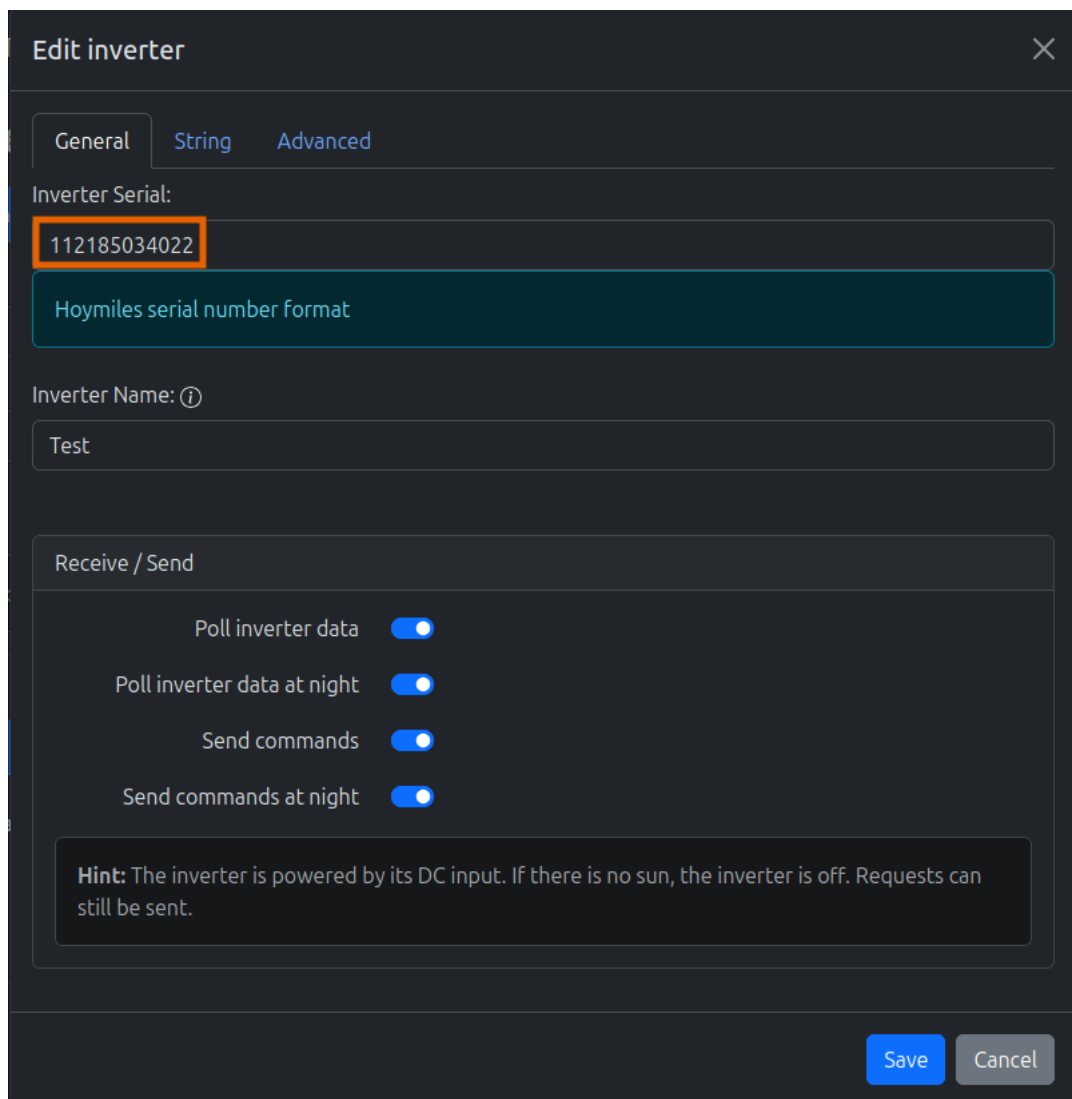 Edit inverter
General
String
Advanced
Inverter Serial:
112185034022
Hoymiles serial number format
Inverter Name:
Test
Receive / Send
Poll inverter data
Poll inverter data at night
Send commands
Send commands at night
Hint: The inverter is powered by its DC input. If there is no sun, the inverter is off. Requests can
still be sent.
Save
Cancel